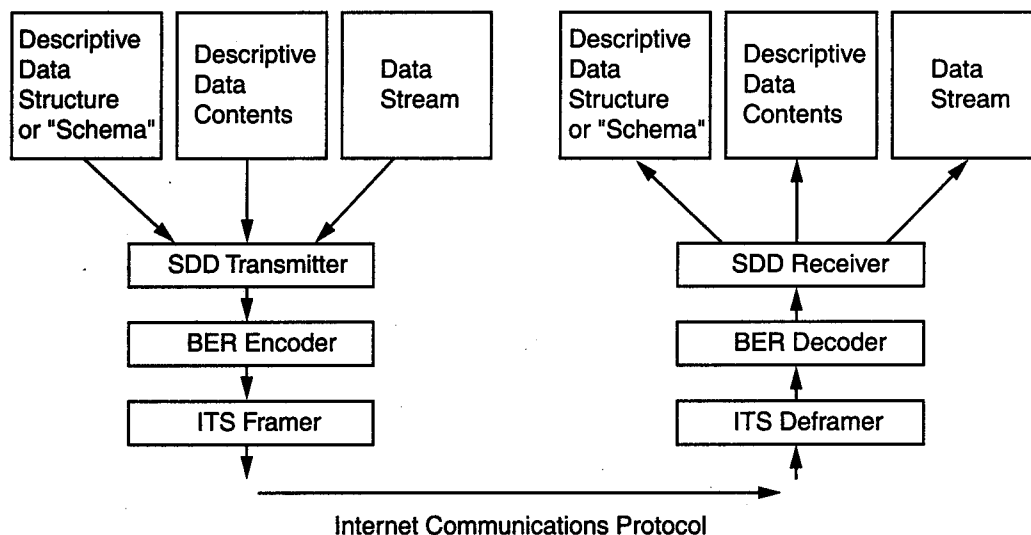 Descriptive
Data
Structure
or "Schema"
Descriptive
Data
Contents
Data
Stream
Descriptive
Data
Structure
or "Schema"
Descriptive
Data
Contents
Data
Stream
SDD Transmitter
SDD Receiver
BER Encoder
BER Decoder
ITS Framer
ITS Deframer
Internet Communications Protocol